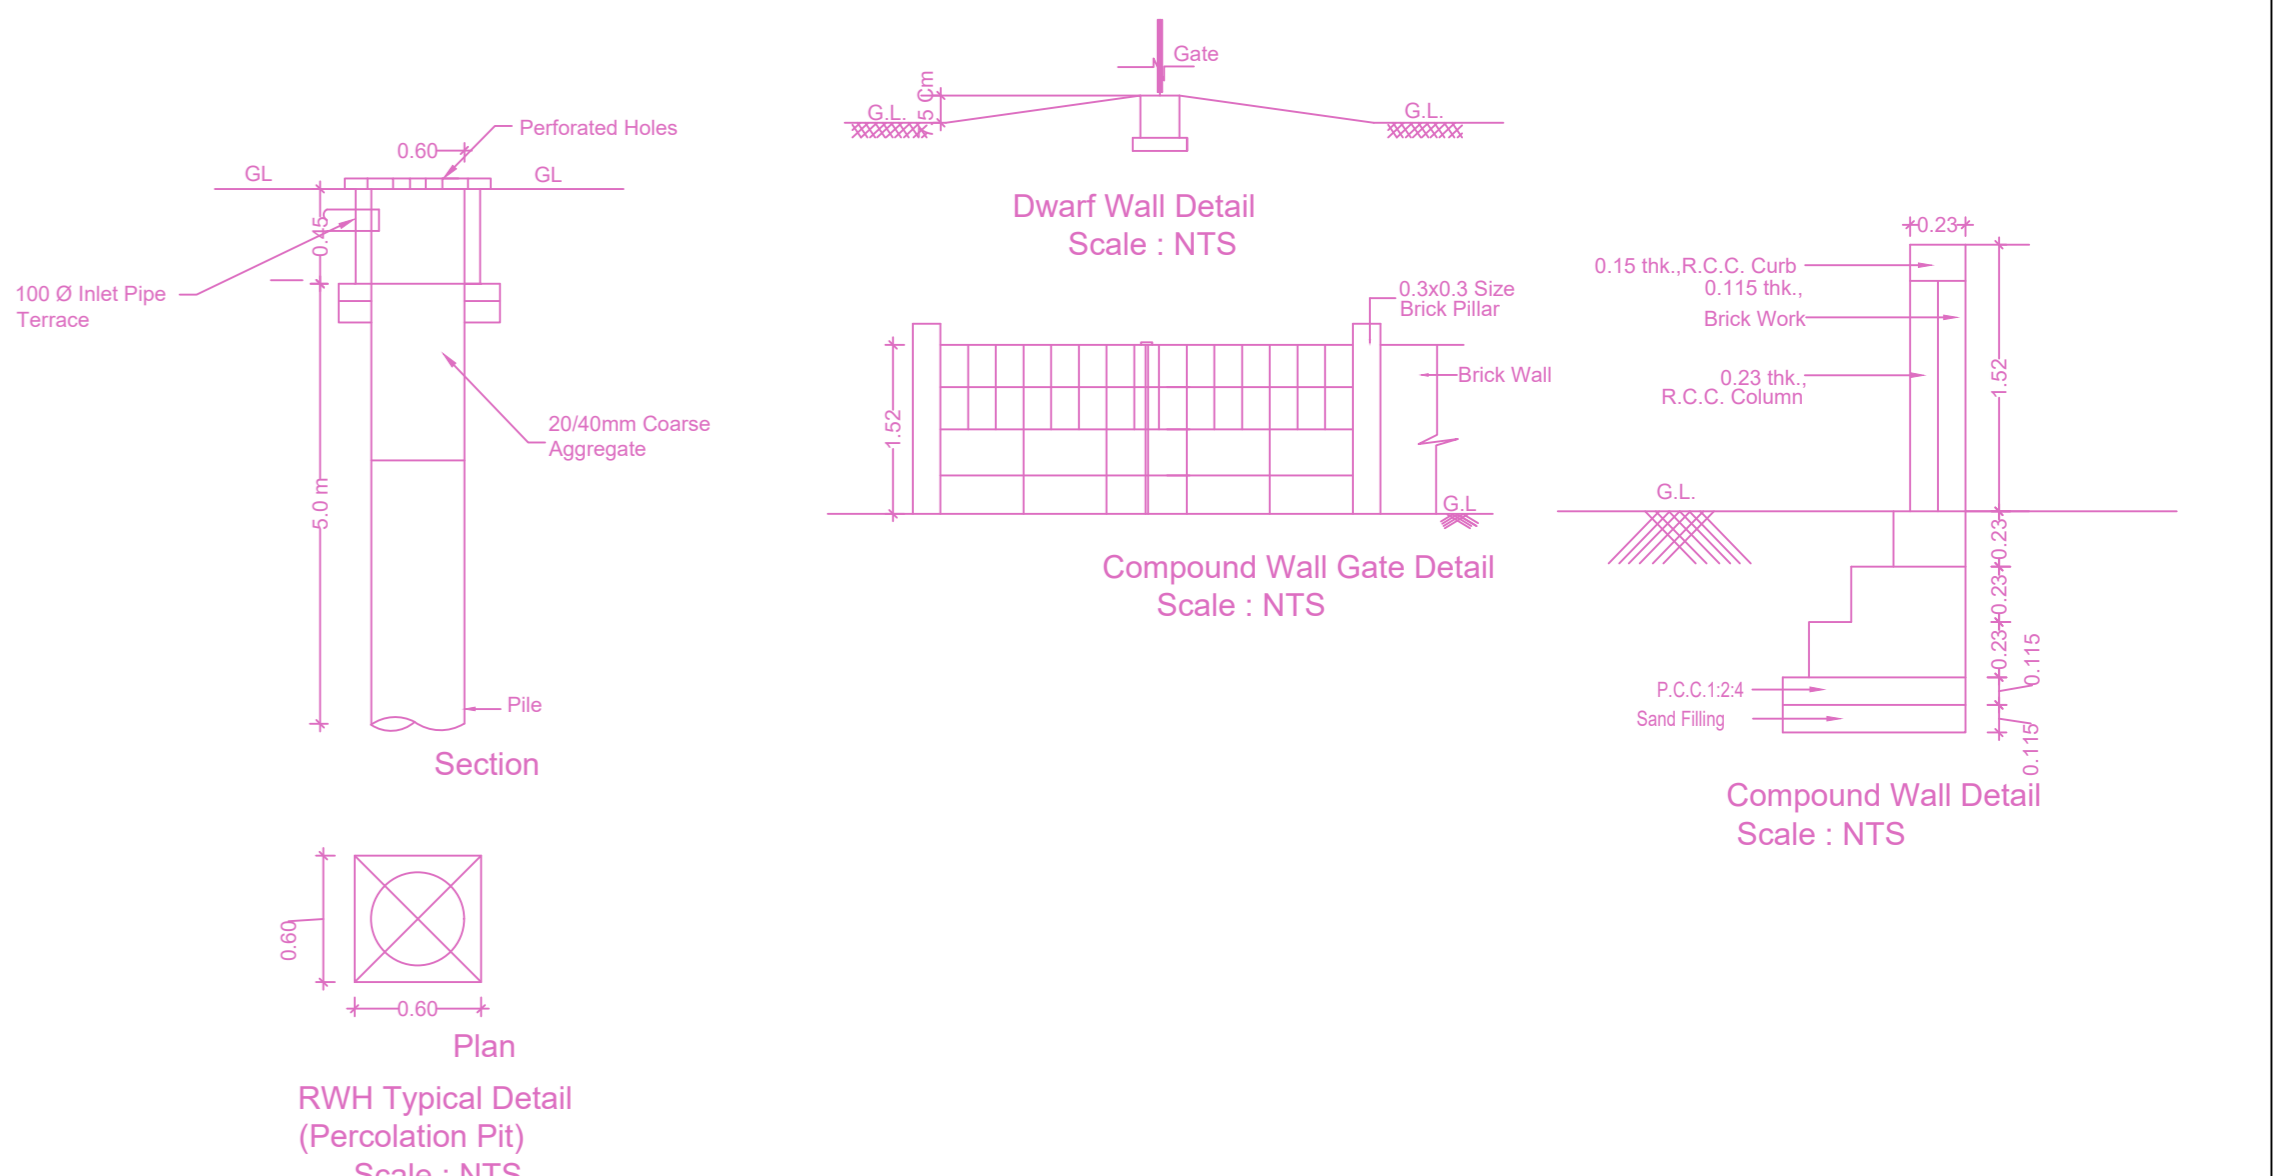 Perforated Holes
0.60
GL
GL
0.45
100 Ø Inlet Pipe
Terrace
20/40mm Coarse
Aggregate
5.0 m
Pile
Section
0.60
0.60
Plan
RWH Typical Detail
(Percolation Pit)
Scale : NTS
Gate
G.L.
7.5 Cm
G.L.
Dwarf Wall Detail
Scale : NTS
0.3x0.3 Size
Brick Pillar
Brick Wall
1.52
G.L
Compound Wall Gate Detail
Scale : NTS
0.23
0.15 thk.,R.C.C. Curb
0.115 thk.,
Brick Work
0.23 thk.,
R.C.C. Column
1.52
G.L.
0.23
0.23
0.23
0.115
P.C.C.1:2:4
Sand Filling
0.115
Compound Wall Detail
Scale : NTS